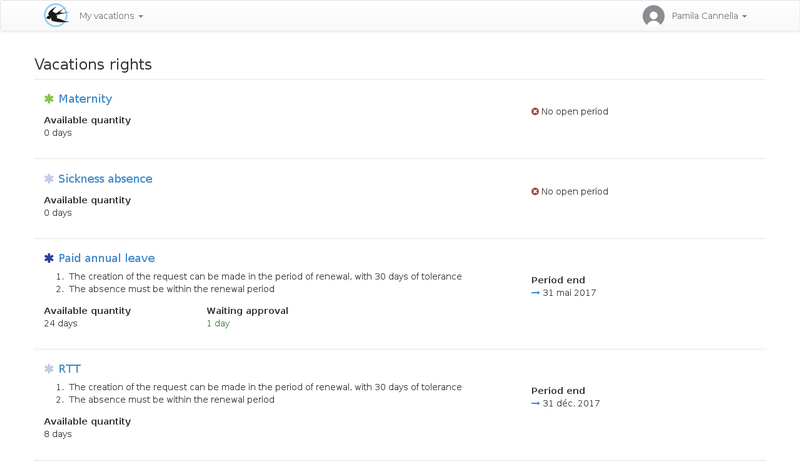 My vacations
Pamila Cannella
Vacations rights
Maternity
Available quantity
0 days
No open period
Sickness absence
Available quantity
0 days
No open period
Paid annual leave
1. The creation of the request can be made in the period of renewal, with 30 days of tolerance
2. The absence must be within the renewal period
Available quantity
24 days
Waiting approval
1 day
Period end
31 mai 2017
RTT
1. The creation of the request can be made in the period of renewal, with 30 days of tolerance
2. The absence must be within the renewal period
Available quantity
8 days
Period end
31 déc. 2017